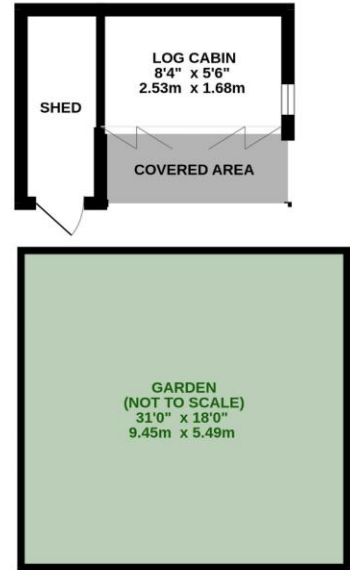 LOG CABIN
8'4" x 5'6"
2.53m x 1.68m
SHED
COVERED AREA
GARDEN
(NOT TO SCALE)
31'0" x 18'0"
9.45m x 5.49m